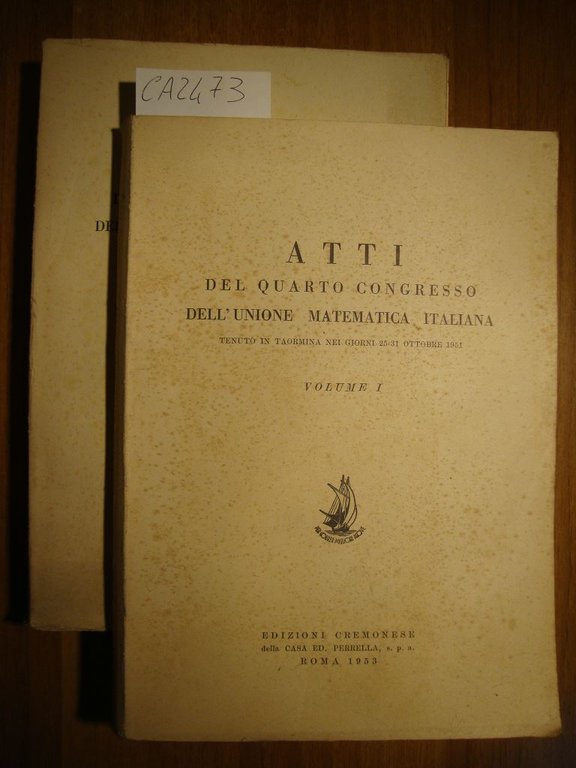 CA2473
DE
ATTI
DEL QUARTO CONGRESSO
DELL'UNIONE MATEMATICA ITALIANA
TENUTO IN TAORMINA NEI GIORNI 25-31 OTTOBRE 1951
VOLUME I
EDIZIONI CREMONESE
della CASA ED. PERRELLA, s. p. a.
ROMA 1953